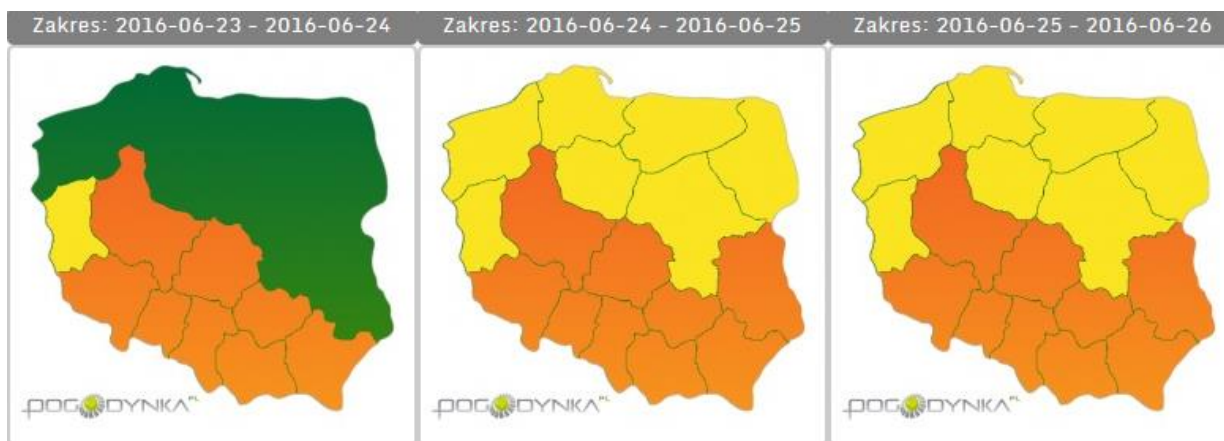 Zakres: 2016-06-23 - 2016-06-24
Zakres: 2016-06-24 - 2016-06-25
Zakres: 2016-06-25 - 2016-06-26
POGODYNKA.PL
POGODYNKA.PL
POGODYNKA.PL